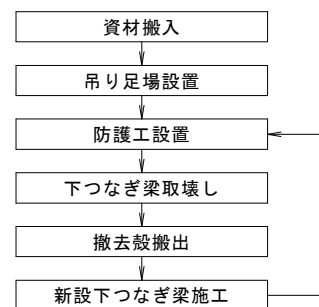 資材搬入
吊り足場設置
防護工設置
下つなぎ梁取壊し
撤去殻搬出
新設下つなぎ梁施工